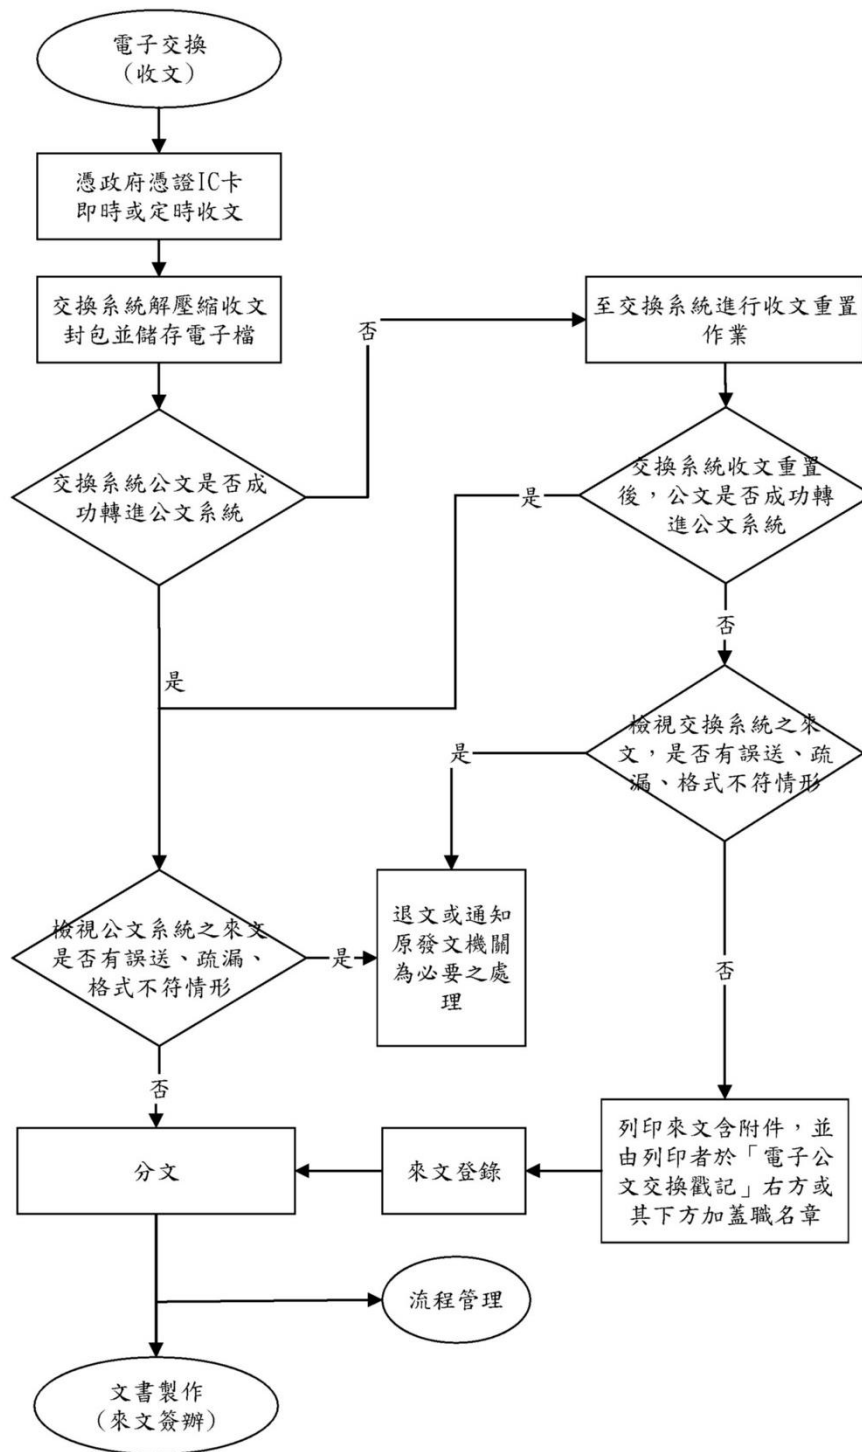 電子交換
(收文)
憑政府憑證IC卡
即時或定時收文
交換系統解壓縮收文
封包並儲存電子檔
否
至交換系統進行收文重置
作業
交換系統公文是否成
功轉進公文系統
是
交換系統收文重置
後，公文是否成功轉
進公文系統
否
是
檢視交換系統之來
文，是否有誤送、疏
漏、格式不符情形
是
檢視公文系統之來文
是否有誤送、疏漏、
格式不符情形
是
退文或通知
原發文機關
為必要之處
理
否
否
分文
來文登錄
列印來文含附件，並
由列印者於「電子公
文交換戳記」右方或
其下方加蓋職名章
流程管理
文書製作
(來文簽辦)